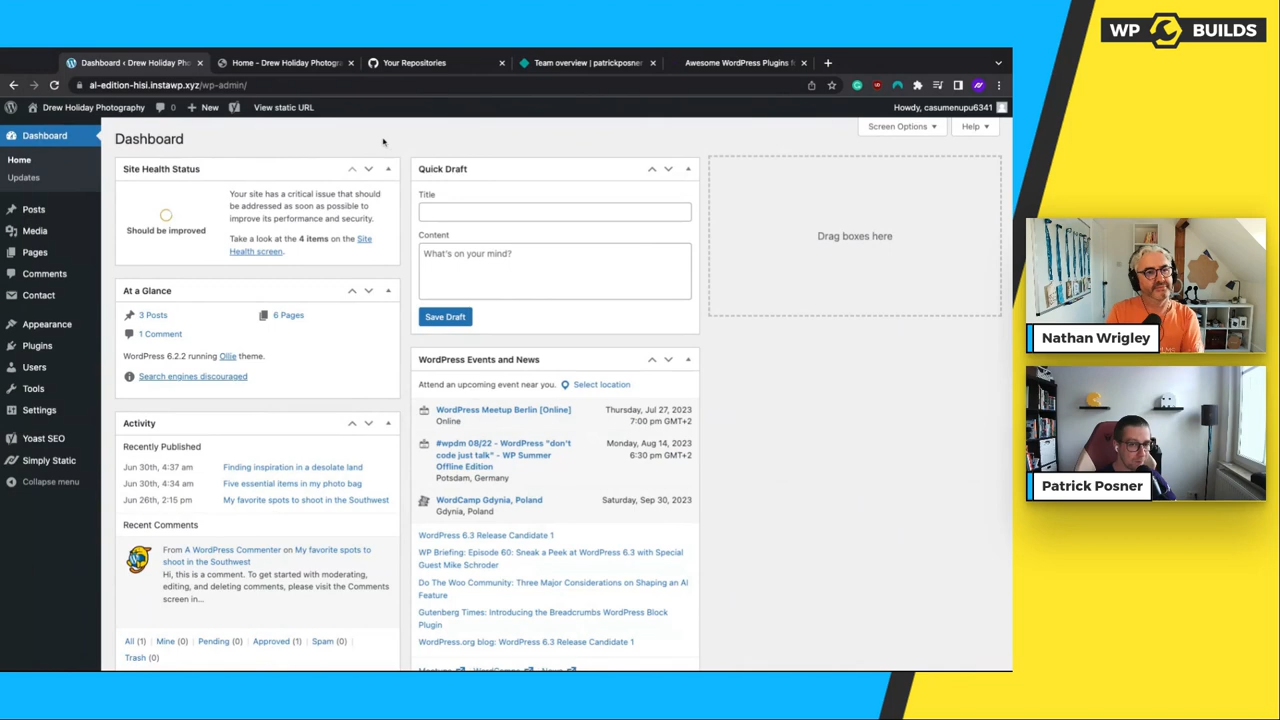 WP BUILDS
Dashboard ‹ Drew Holiday Pho
Home - Drew Holiday Photogra
Your Repositories
Team overview | patrickposner
Awesome WordPress Plugins f
al-edition-hisi.instawp.xyz/wp-admin/
Drew Holiday Photography
0
New
View static URL
Howdy, casumenupu6341
Dashboard
Home
Updates
Posts
Media
Pages
Comments
Contact
Appearance
Plugins
Users
Tools
Settings
Yoast SEO
Simply Static
Collapse menu
Dashboard
Screen Options
Help
Site Health Status
Should be improved
Your site has a critical issue that should
be addressed as soon as possible to
improve its performance and security.
Take a look at the 4 items on the Site
Health screen.
At a Glance
3 Posts
6 Pages
1 Comment
WordPress 6.2.2 running Ollie theme.
Search engines discouraged
Activity
Recently Published
Jun 30th, 4:37 am Finding inspiration in a desolate land
Jun 30th, 4:34 am Five essential items in my photo bag
Jun 26th, 2:15 pm My favorite spots to shoot in the Southwest
Recent Comments
From A WordPress Commenter on My favorite spots to
shoot in the Southwest
Hi, this is a comment. To get started with moderating,
editing, and deleting comments, please visit the Comments
screen in...
All (1) | Mine (0) | Pending (0) | Approved (1) | Spam (0) |
Trash (0)
Quick Draft
Title
Content
What's on your mind?
Save Draft
WordPress Events and News
Attend an upcoming event near you. Select location
WordPress Meetup Berlin [Online]
Online
Thursday, Jul 27, 2023
7:00 pm GMT+2
#wpdm 08/22 - WordPress "don't
code just talk" - WP Summer
Offline Edition
Potsdam, Germany
Monday, Aug 14, 2023
6:30 pm GMT+2
WordCamp Gdynia, Poland
Gdynia, Poland
Saturday, Sep 30, 2023
WordPress 6.3 Release Candidate 1
WP Briefing: Episode 60: Sneak a Peek at WordPress 6.3 with Special
Guest Mike Schroder
Do The Woo Community: Three Major Considerations on Shaping an AI
Feature
Gutenberg Times: Introducing the Breadcrumbs WordPress Block
Plugin
WordPress.org blog: WordPress 6.3 Release Candidate 1
Drag boxes here
Nathan Wrigley
Patrick Posner